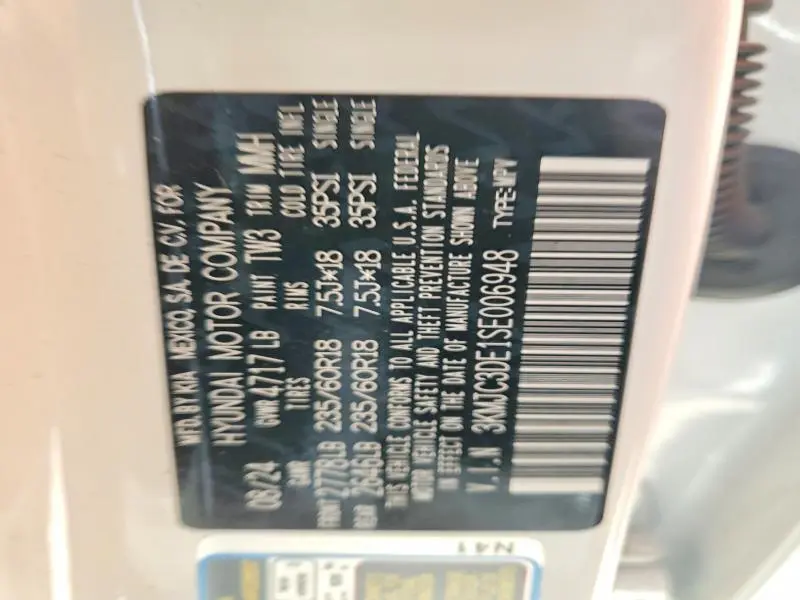 MFD. BY KIA MEXICO, S.A. DE C.V. FOR
HYUNDAI MOTOR COMPANY
08/24 GVWR 4717 LB PAINT TW3 TRIM MMH
GAWR TIRES RIMS COLD TIRE INFL
FRONT 2778LB 235/60R18 7.5J*18 35PSI SINGLE
REAR 2646LB 235/60R18 7.5J*18 35PSI SINGLE
THIS VEHICLE CONFORMS TO ALL APPLICABLE U.S.A. FEDERAL
MOTOR VEHICLE SAFETY AND THEFT PREVENTION STANDARDS
IN EFFECT ON THE DATE OF MANUFACTURE SHOWN ABOVE
V.I.N 3KMJC3DE1SE006948 TYPE:MPV
N41